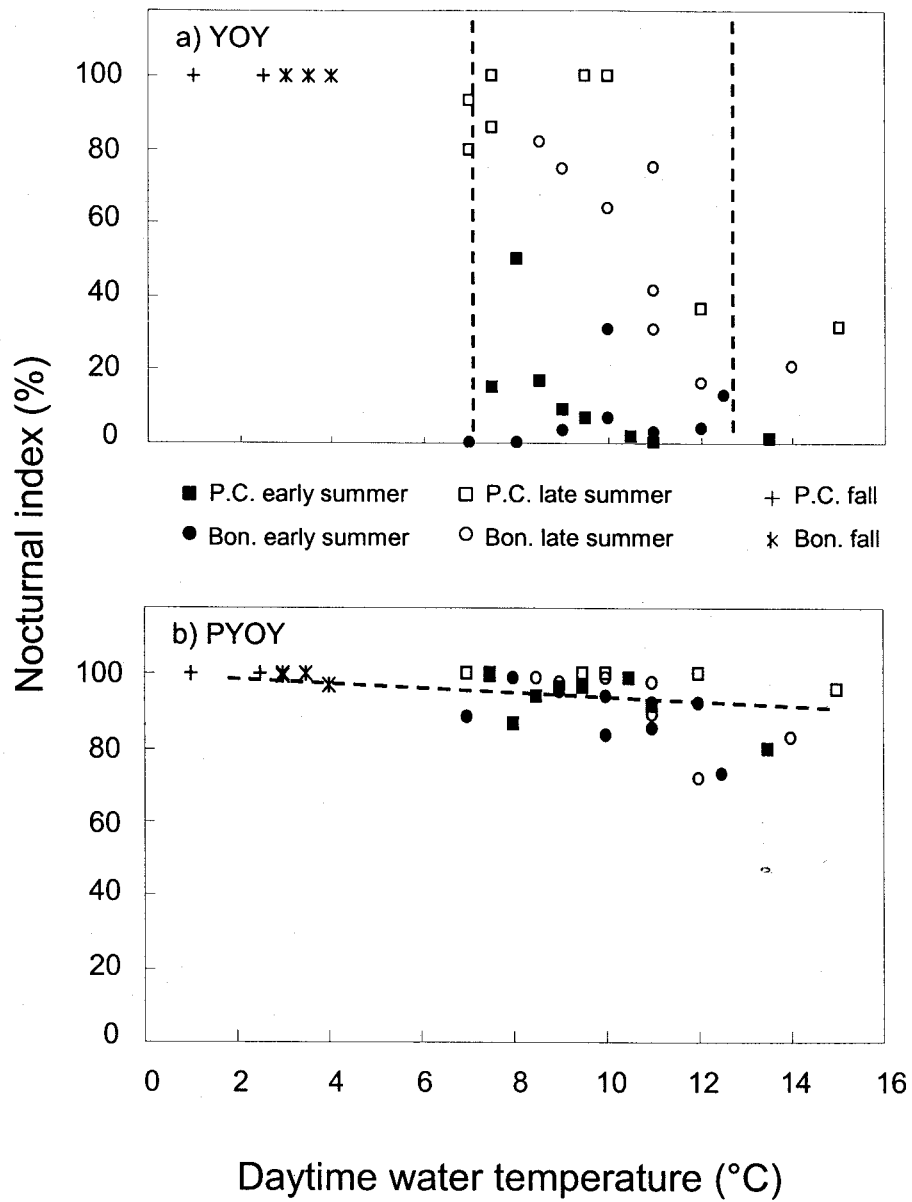 a) YOY
100
80
60
40
20
0
Nocturnal index (%)
P.C. early summer P.C. late summer P.C. fall
Bon. early summer Bon. late summer Bon. fall
b) PYOY
100
80
60
40
20
0
0 2 4 6 8 10 12 14 16
Daytime water temperature (°C)